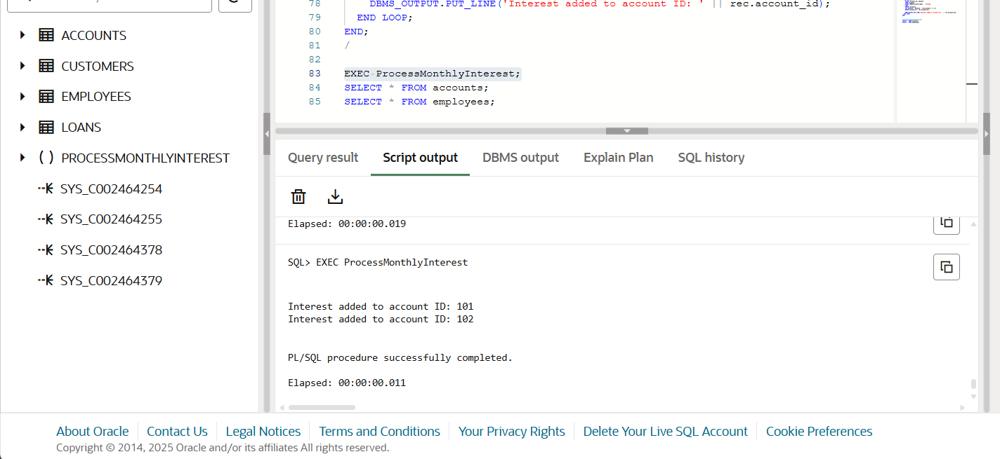 ACCOUNTS
CUSTOMERS
EMPLOYEES
LOANS
( ) PROCESSMONTHLYINTEREST
SYS_C002464254
SYS_C002464255
SYS_C002464378
SYS_C002464379
78 DBMS_OUTPUT.PUT_LINE('Interest added to account ID: ' || rec.account_id);
79 END LOOP;
80 END;
81 /
82
83 EXEC ProcessMonthlyInterest;
84 SELECT * FROM accounts;
85 SELECT * FROM employees;
Query result Script output DBMS output Explain Plan SQL history
Elapsed: 00:00:00.019
SQL> EXEC ProcessMonthlyInterest
Interest added to account ID: 101
Interest added to account ID: 102
PL/SQL procedure successfully completed.
Elapsed: 00:00:00.011
About Oracle Contact Us Legal Notices Terms and Conditions Your Privacy Rights Delete Your Live SQL Account Cookie Preferences
Copyright © 2014, 2025 Oracle and/or its affiliates All rights reserved.